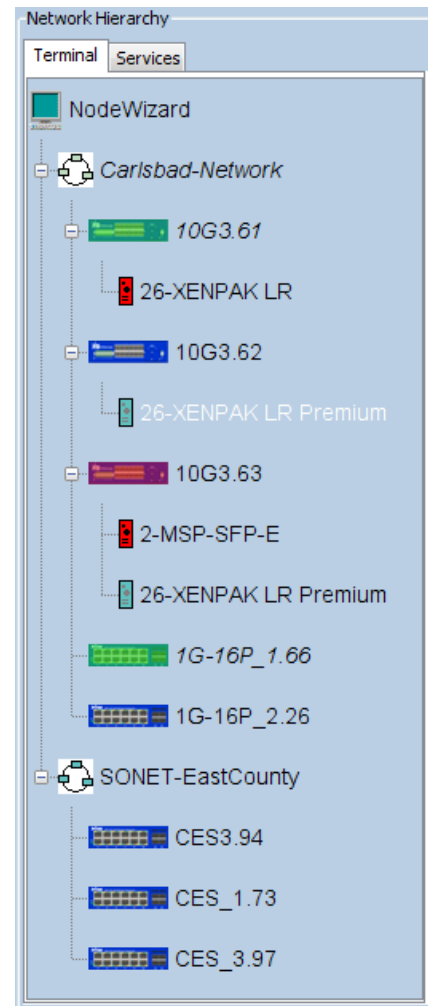 Network Hierarchy
Terminal Services
NodeWizard
Carlsbad-Network
10G3.61
26-XENPAK LR
10G3.62
26-XENPAK LR Premium
10G3.63
2-MSP-SFP-E
26-XENPAK LR Premium
1G-16P_1.66
1G-16P_2.26
SONET-EastCounty
CES3.94
CES_1.73
CES_3.97